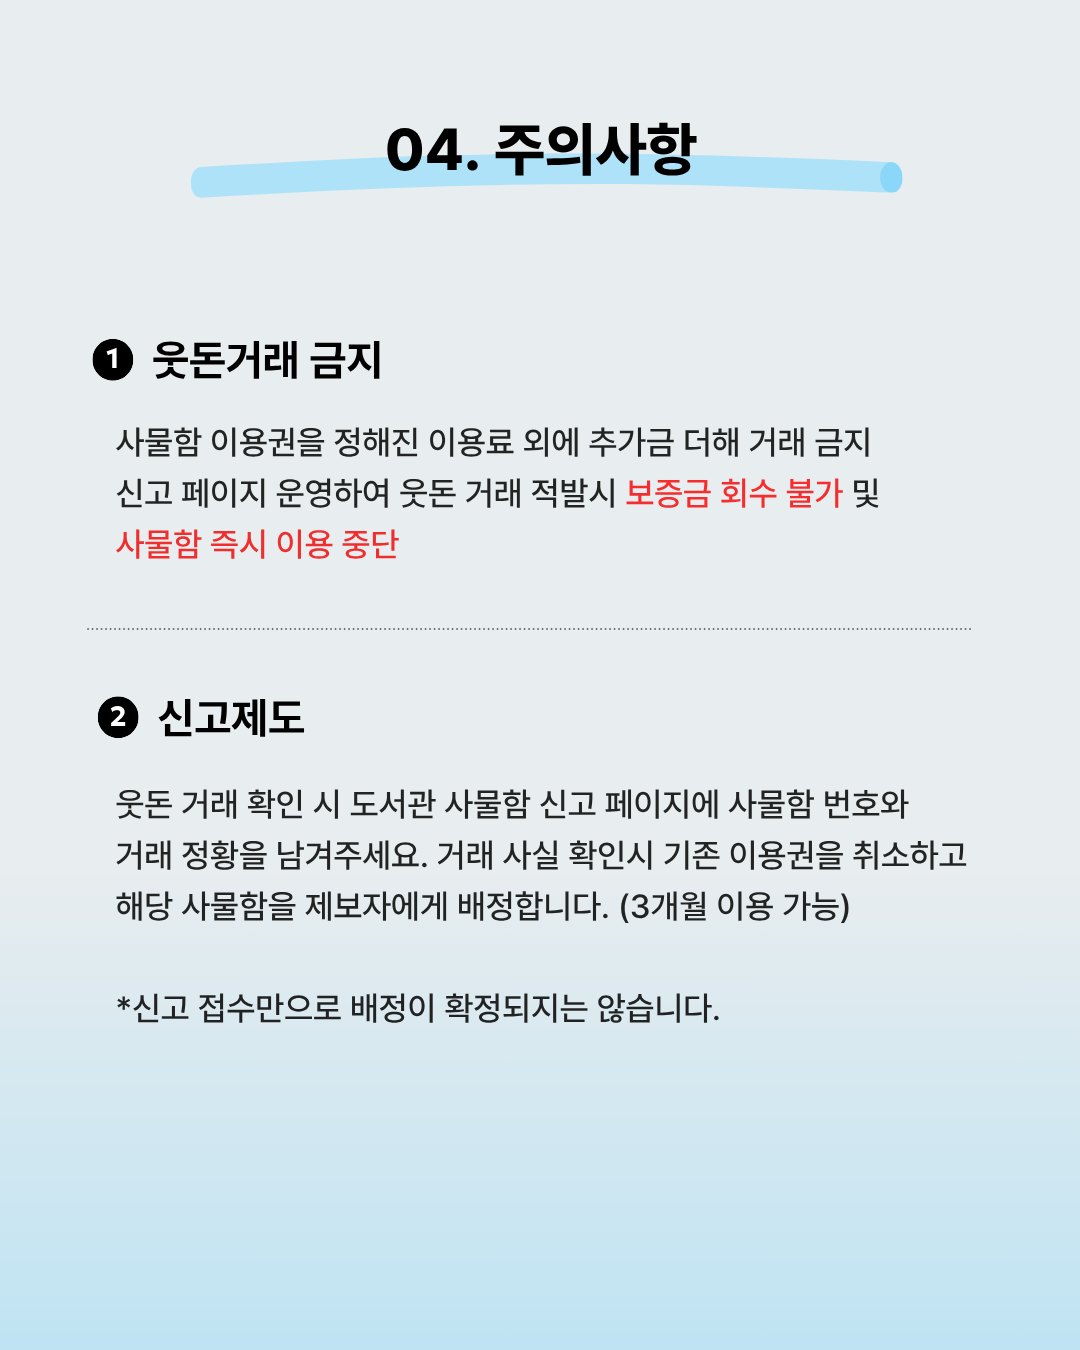 04. 주의사항
1 웃돈거래 금지
사물함 이용권을 정해진 이용료 외에 추가금 더해 거래 금지
신고 페이지 운영하여 웃돈 거래 적발시 보증금 회수 불가 및
사물함 즉시 이용 중단
2 신고제도
웃돈 거래 확인 시 도서관 사물함 신고 페이지에 사물함 번호와
거래 정황을 남겨주세요. 거래 사실 확인시 기존 이용권을 취소하고
해당 사물함을 제보자에게 배정합니다. (3개월 이용 가능)
*신고 접수만으로 배정이 확정되지는 않습니다.